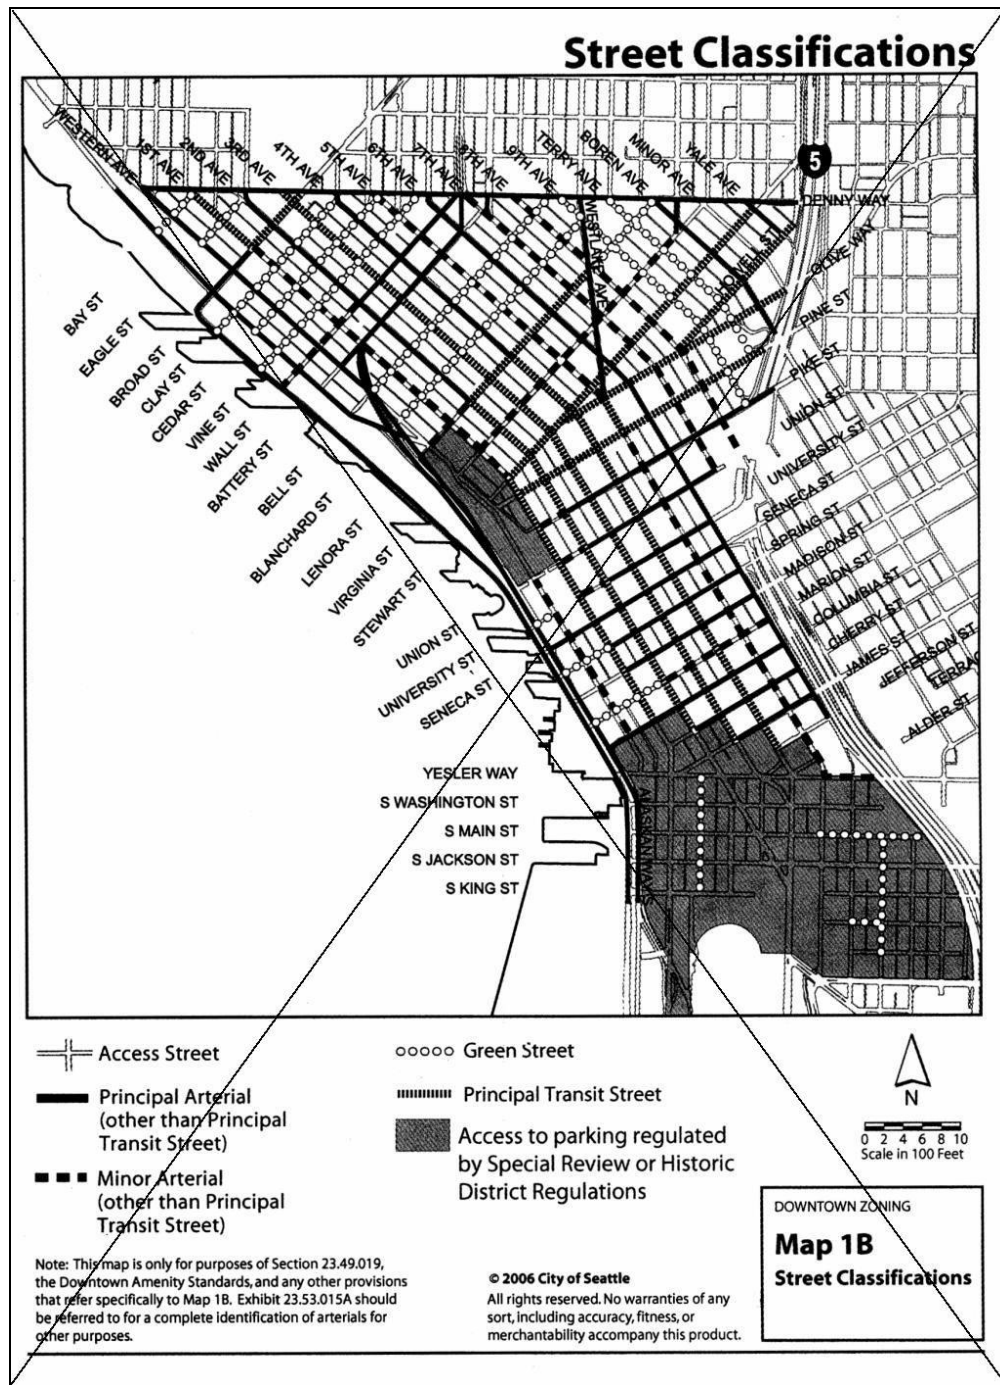 Street Classifications
WESTERN AVE
1ST AVE
2ND AVE
3RD AVE
4TH AVE
5TH AVE
6TH AVE
7TH AVE
8TH AVE
9TH AVE
TERRY AVE
BOREN AVE
MINOR AVE
YALE AVE
5
DENNY WAY
WESTLAKE AVE
HOWELL ST
OLIVE WAY
PINE ST
PIKE ST
UNION ST
UNIVERSITY ST
SENECA ST
SPRING ST
MADISON ST
MARION ST
COLUMBIA ST
CHERRY ST
JAMES ST
JEFFERSON ST
ALDER ST
BAY ST
EAGLE ST
BROAD ST
CLAY ST
CEDAR ST
VINE ST
WALL ST
BATTERY ST
BELL ST
BLANCHARD ST
LENORA ST
VIRGINIA ST
STEWART ST
UNION ST
UNIVERSITY ST
SENECA ST
YESLER WAY
S WASHINGTON ST
S MAIN ST
S JACKSON ST
S KING ST
ALASKAN WAY S
Access Street
Principal Arterial
(other than Principal
Transit Street)
Minor Arterial
(other than Principal
Transit Street)
Green Street
Principal Transit Street
Access to parking regulated
by Special Review or Historic
District Regulations
N
0 2 4 6 8 10
Scale in 100 Feet
Note: This map is only for purposes of Section 23.49.019,
the Downtown Amenity Standards, and any other provisions
that refer specifically to Map 1B. Exhibit 23.53.015A should
be referred to for a complete identification of arterials for
other purposes.
© 2006 City of Seattle
All rights reserved. No warranties of any
sort, including accuracy, fitness, or
merchantability accompany this product.
DOWNTOWN ZONING
Map 1B
Street Classifications